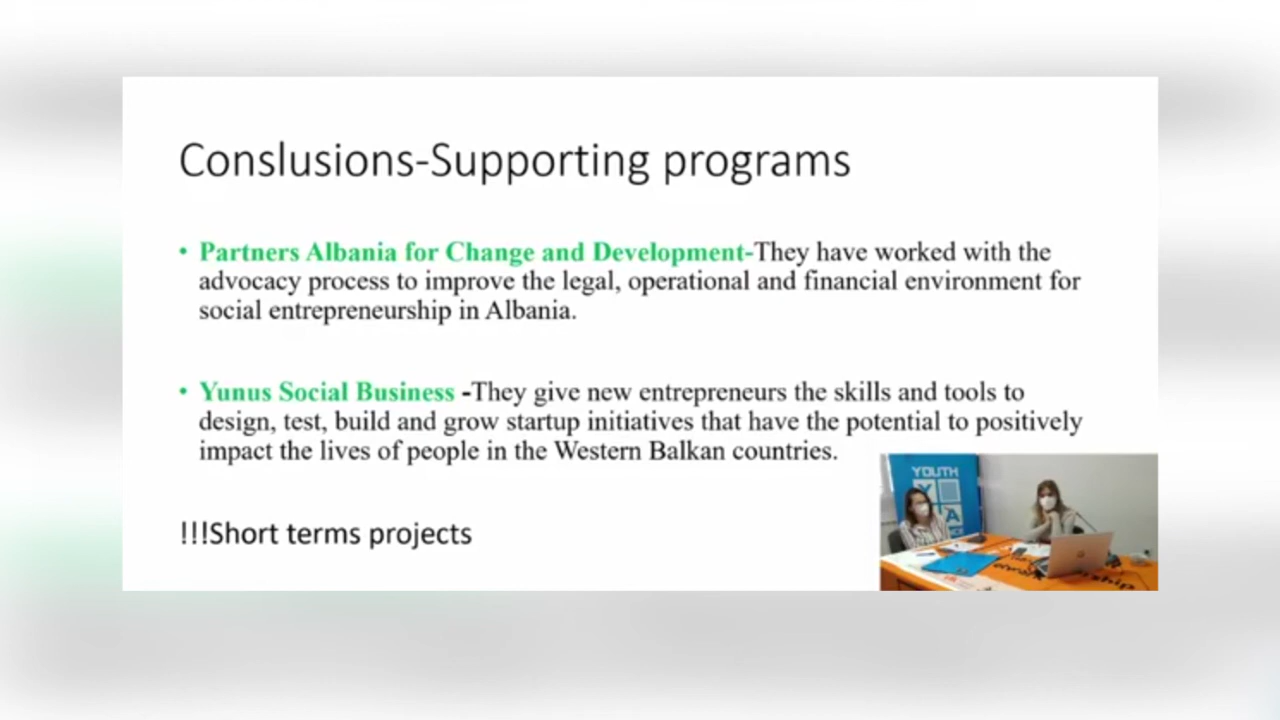 Conslusions-Supporting programs
• Partners Albania for Change and Development-They have worked with the
advocacy process to improve the legal, operational and financial environment for
social entrepreneurship in Albania.
• Yunus Social Business -They give new entrepreneurs the skills and tools to
design, test, build and grow startup initiatives that have the potential to positively
impact the lives of people in the Western Balkan countries.
!!!Short terms projects
YOUTH
Y
A